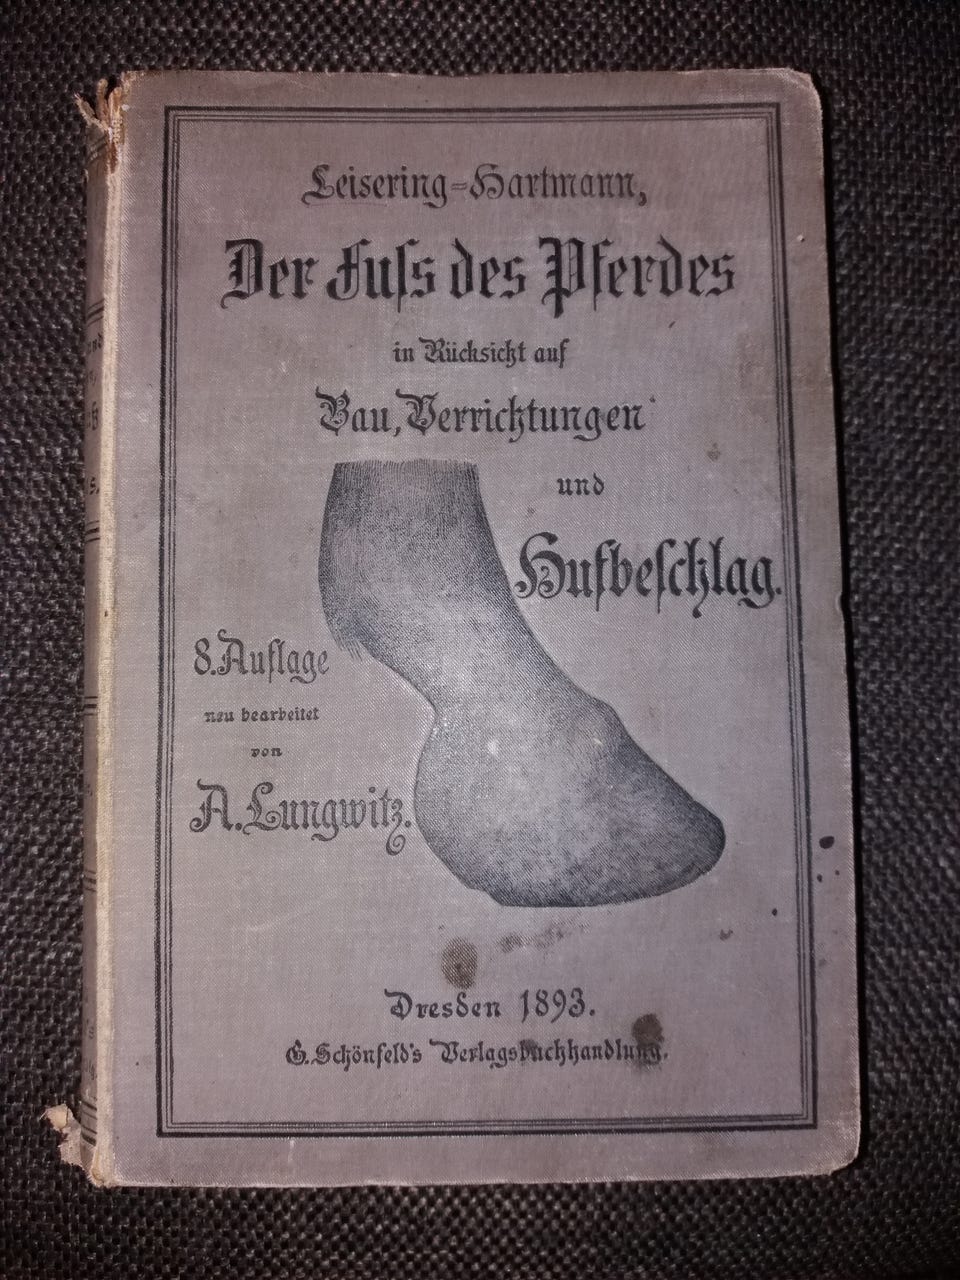 Leisering=Hartmann,
Der Fuſs des Pferdes
in Rückſicht auf
Bau, Verrichtungen
und
Hufbeſchlag.
8. Auflage
neu bearbeitet
von
A. Lungwitz.
Dresden 1893.
G. Schönfeld's Verlagsbuchhandlung.